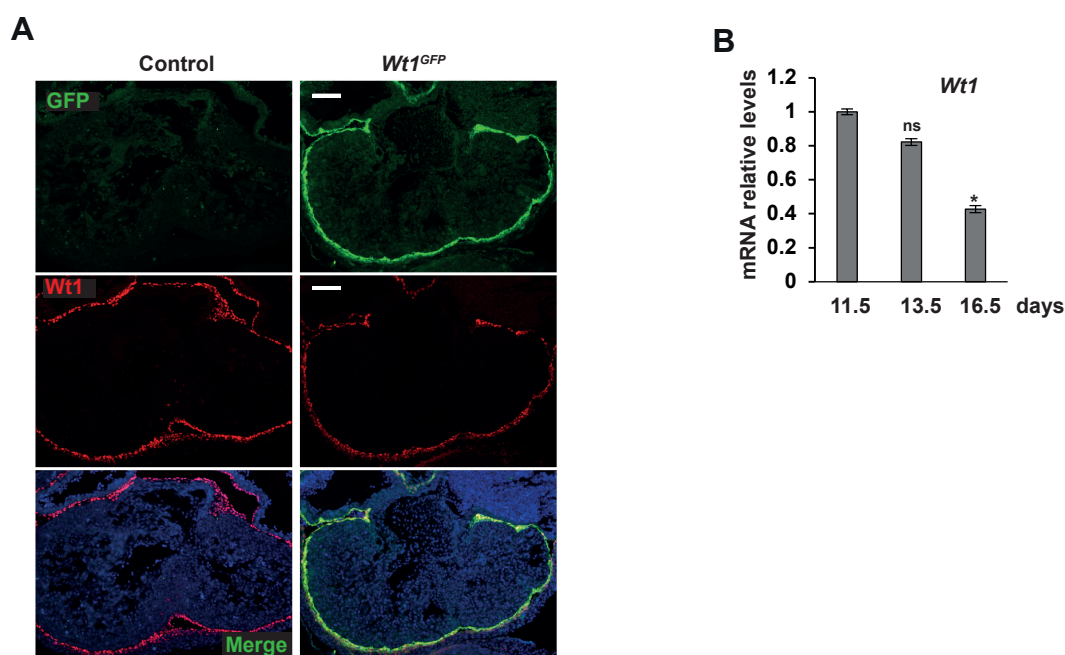 A
Control
Wt1GFP
GFP
Wt1
Merge
B
Wt1
mRNA relative levels
1.2
1
0.8
0.6
0.4
0.2
0
ns
*
11.5 13.5 16.5 days